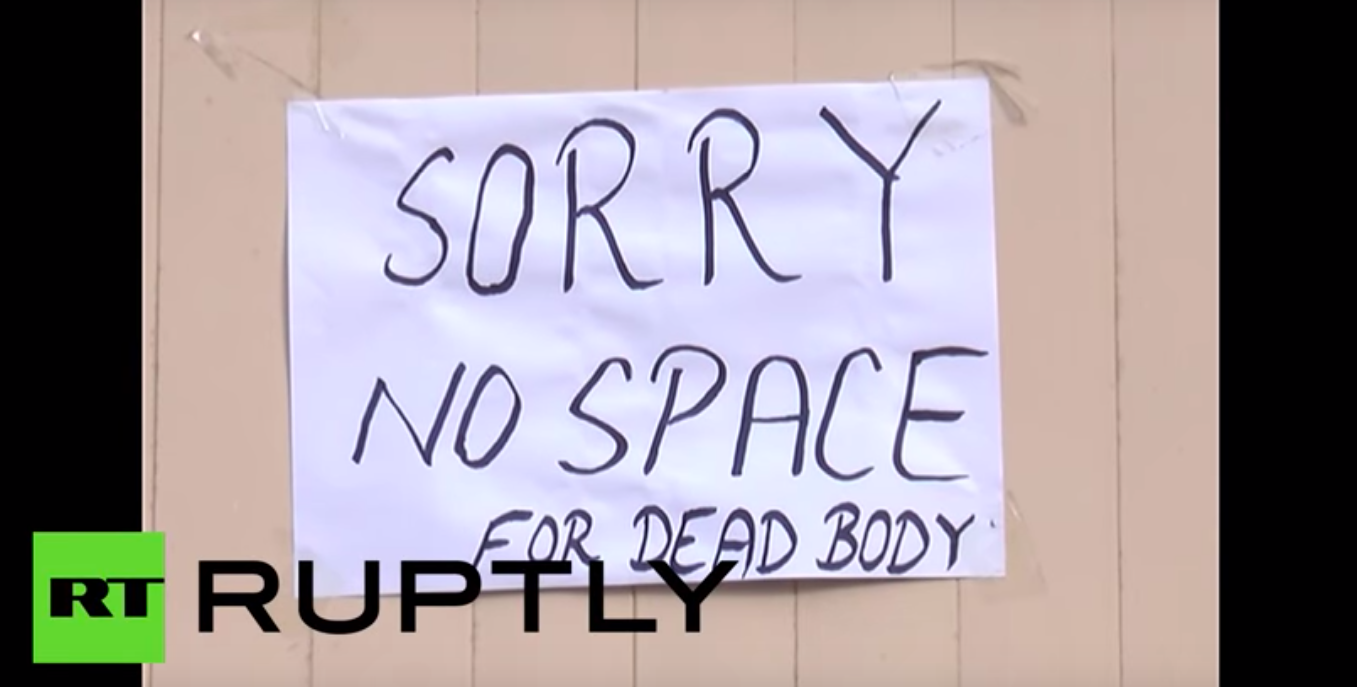 SORRY
NO SPACE
FOR DEAD BODY
RT RUPTLY